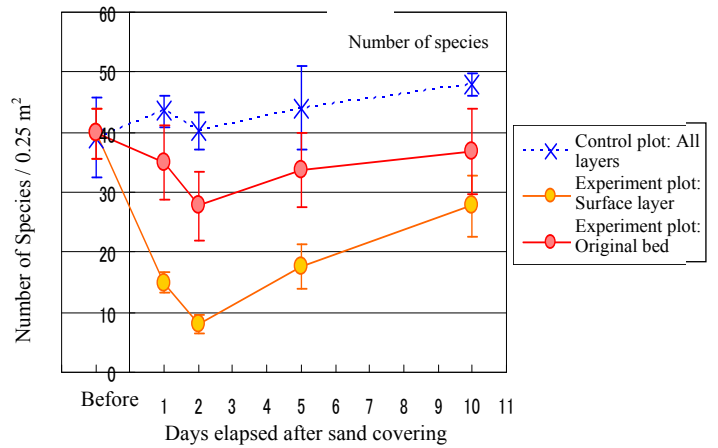 Number of species
Number of Species / 0.25 m²
60
50
40
30
20
10
0
Before
1 2 3 4 5 6 7 8 9 10 11
Days elapsed after sand covering
Control plot: All
layers
Experiment plot:
Surface layer
Experiment plot:
Original bed